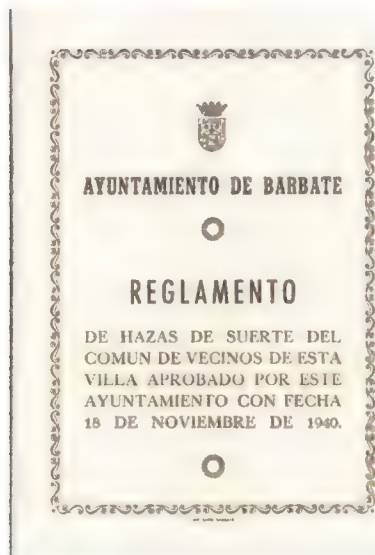 AYUNTAMIENTO DE BARBATE
REGLAMENTO
DE HAZAS DE SUERTE DEL
COMUN DE VECINOS DE ESTA
VILLA APROBADO POR ESTE
AYUNTAMIENTO CON FECHA
18 DE NOVIEMBRE DE 1940.